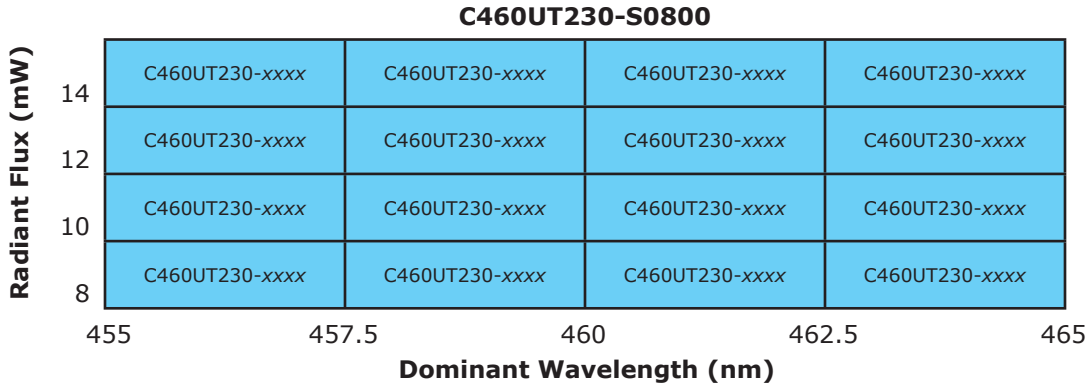 C460UT230-S0800
Radiant Flux (mW)
C460UT230-xxxx C460UT230-xxxx C460UT230-xxxx C460UT230-xxxx
14
C460UT230-xxxx C460UT230-xxxx C460UT230-xxxx C460UT230-xxxx
12
C460UT230-xxxx C460UT230-xxxx C460UT230-xxxx C460UT230-xxxx
10
C460UT230-xxxx C460UT230-xxxx C460UT230-xxxx C460UT230-xxxx
8
455 457.5 460 462.5 465
Dominant Wavelength (nm)